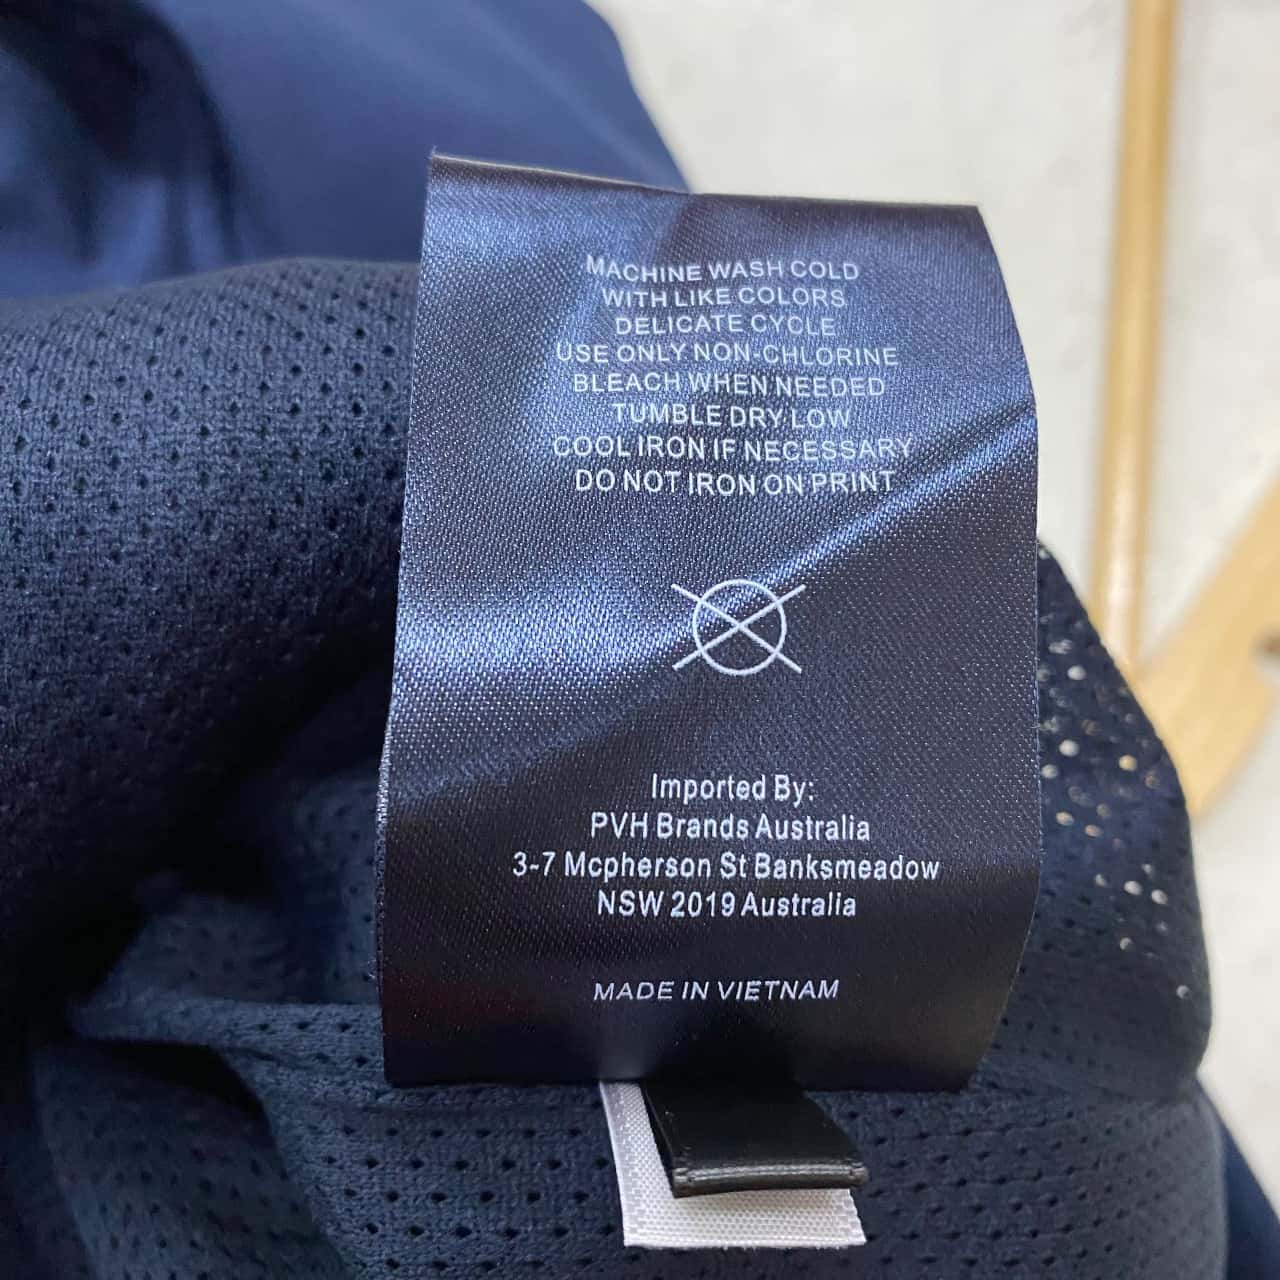 MACHINE WASH COLD
WITH LIKE COLORS
DELICATE CYCLE
USE ONLY NON-CHLORINE
BLEACH WHEN NEEDED
TUMBLE DRY LOW
COOL IRON IF NECESSARY
DO NOT IRON ON PRINT
Imported By:
PVH Brands Australia
3-7 Mcpherson St Banksmeadow
NSW 2019 Australia
MADE IN VIETNAM